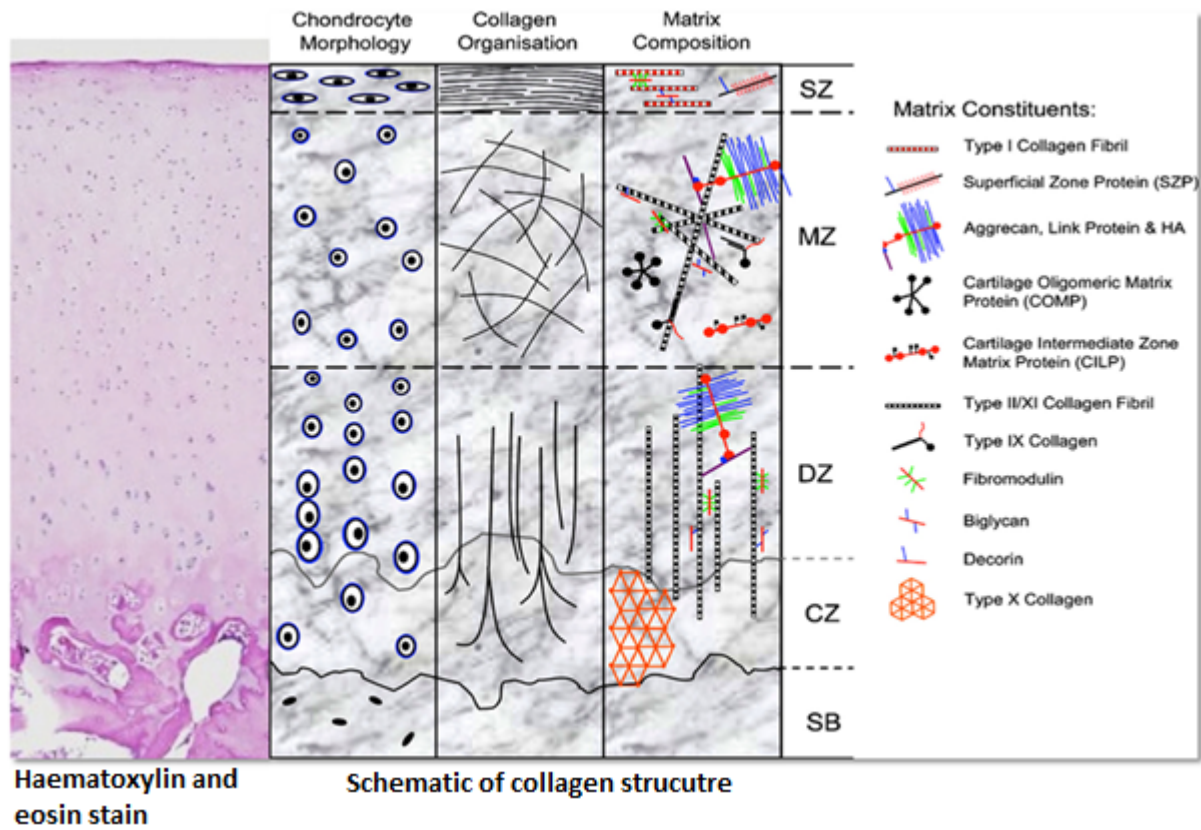 Chondrocyte
Morphology
Collagen
Organisation
Matrix
Composition
SZ
MZ
DZ
CZ
SB
Matrix Constituents:
Type I Collagen Fibril
Superficial Zone Protein (SZP)
Aggrecan, Link Protein & HA
Cartilage Oligomeric Matrix
Protein (COMP)
Cartilage Intermediate Zone
Matrix Protein (CILP)
Type II/XI Collagen Fibril
Type IX Collagen
Fibromodulin
Biglycan
Decorin
Type X Collagen
Haematoxylin and
eosin stain
Schematic of collagen strucutre